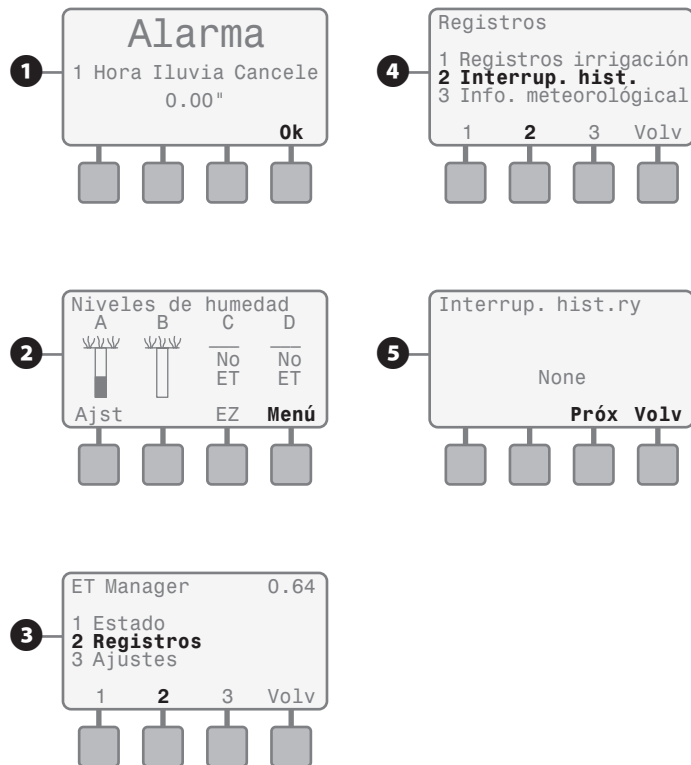 1
Alarma
1 Hora Iluvia Cancele
0.00"
Ok
2
Niveles de humedad
A B C D
No No
ET ET
Ajst EZ Menú
3
ET Manager 0.64
1 Estado
2 Registros
3 Ajustes
1 2 3 Volv
4
Registros
1 Registros irrigación
2 Interrup. hist.
3 Info. meteorológical
1 2 3 Volv
5
Interrup. hist.ry
None
Próx Volv